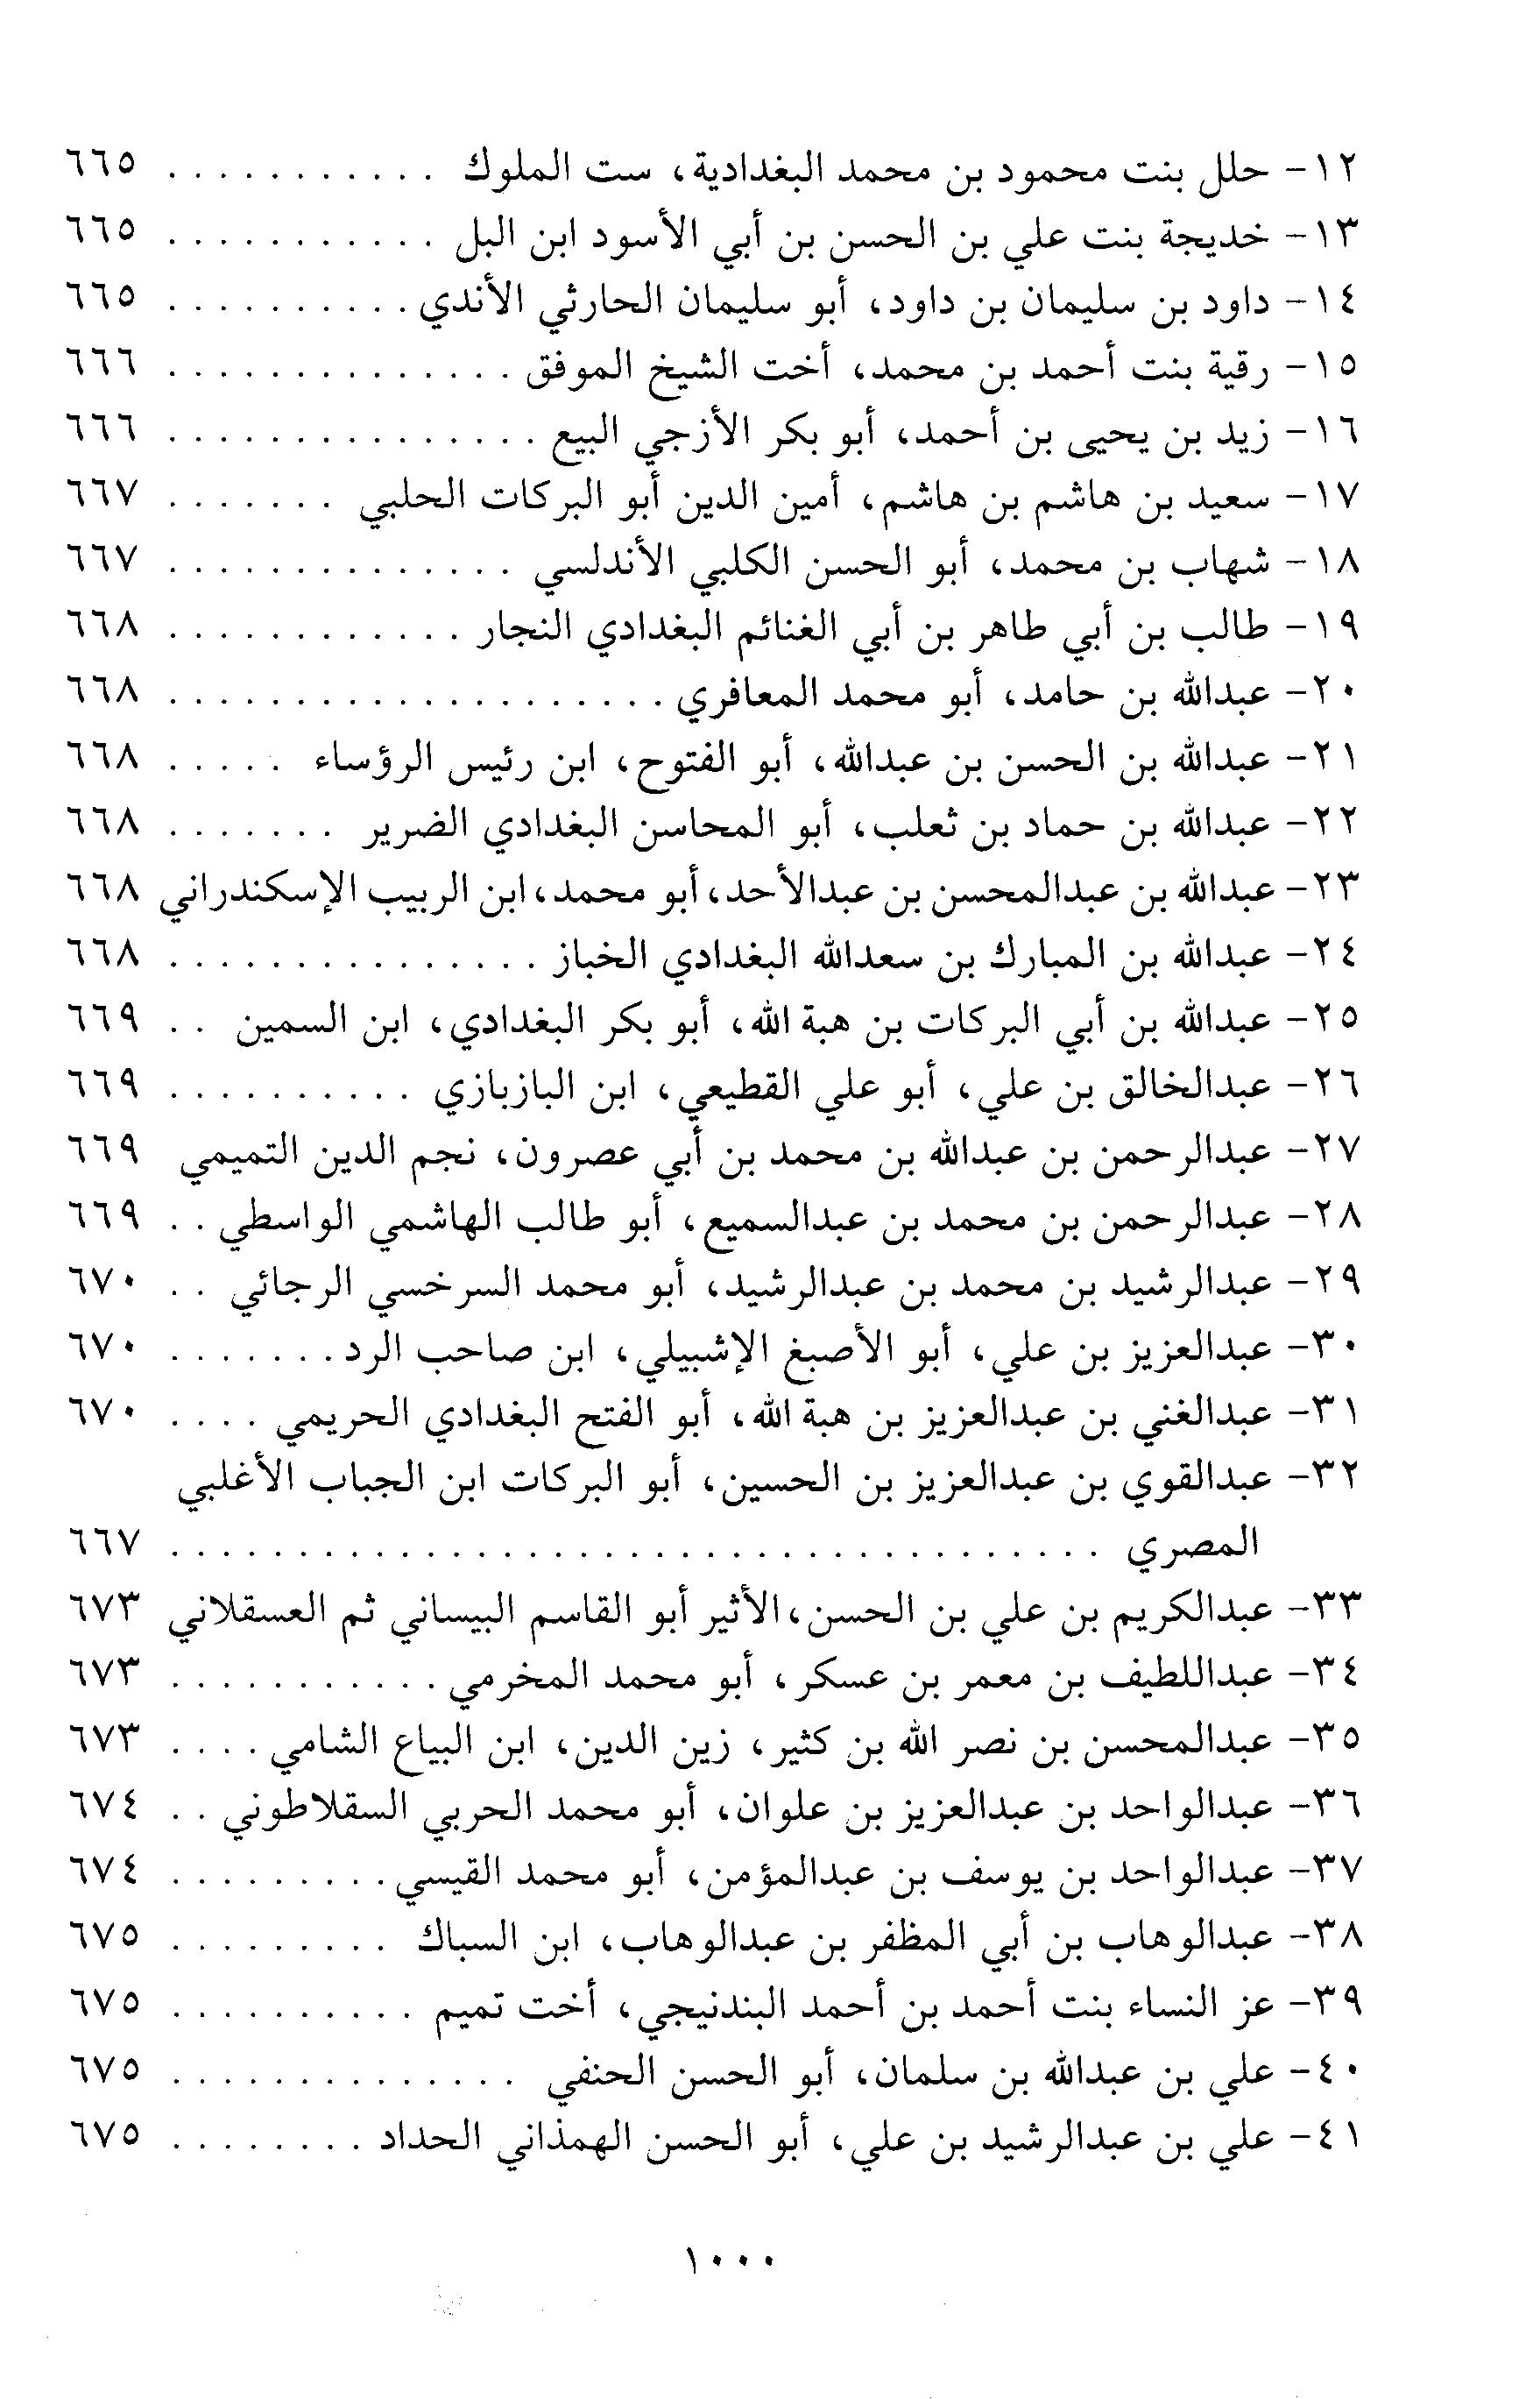 ١٢- حلل بنت محمود بن محمد البغدادية، ست الملوك . . . . . . . . . . . ٦٦٥
١٣- خديجة بنت علي بن الحسن بن أبي الأسود ابن البل . . . . . . . . . . . ٦٦٥
١٤- داود بن سليمان بن داود، أبو سليمان الحارثي الأندي . . . . . . . . . . ٦٦٥
١٥- رقية بنت أحمد بن محمد، أخت الشيخ الموفق . . . . . . . . . . . . . . ٦٦٦
١٦- زيد بن يحيى بن أحمد، أبو بكر الأزجي البيع . . . . . . . . . . . . . . . ٦٦٦
١٧- سعيد بن هاشم بن هاشم، أمين الدين أبو البركات الحلبي . . . . . . . ٦٦٧
١٨- شهاب بن محمد، أبو الحسن الكلبي الأندلسي . . . . . . . . . . . . . . ٦٦٧
١٩- طالب بن أبي طاهر بن أبي الغنائم البغدادي النجار . . . . . . . . . . . . ٦٦٨
٢٠- عبدالله بن حامد، أبو محمد المعافري . . . . . . . . . . . . . . . . . . . . ٦٦٨
٢١- عبدالله بن الحسن بن عبدالله، أبو الفتوح، ابن رئيس الرؤساء . . . . . ٦٦٨
٢٢- عبدالله بن حماد بن ثعلب، أبو المحاسن البغدادي الضرير . . . . . . . ٦٦٨
٢٣- عبدالله بن عبدالمحسن بن عبدالأحد، أبو محمد، ابن الربيب الإسكندراني ٦٦٨
٢٤- عبدالله بن المبارك بن سعدالله البغدادي الخباز . . . . . . . . . . . . . . . ٦٦٨
٢٥- عبدالله بن أبي البركات بن هبة الله، أبو بكر البغدادي، ابن السمين . . ٦٦٩
٢٦- عبدالخالق بن علي، أبو علي القطيعي، ابن البازبازي . . . . . . . . . . ٦٦٩
٢٧- عبدالرحمن بن عبدالله بن محمد بن أبي عصرون، نجم الدين التميمي ٦٦٩
٢٨- عبدالرحمن بن محمد بن عبدالسميع، أبو طالب الهاشمي الواسطي . . ٦٦٩
٢٩- عبدالرشيد بن محمد بن عبدالرشيد، أبو محمد السرخسي الرجائي . . ٦٧٠
٣٠- عبدالعزيز بن علي، أبو الأصبغ الإشبيلي، ابن صاحب الرد . . . . . . . ٦٧٠
٣١- عبدالغني بن عبدالعزيز بن هبة الله، أبو الفتح البغدادي الحريمي . . . . ٦٧٠
٣٢- عبدالقوي بن عبدالعزيز بن الحسين، أبو البركات ابن الجباب الأغلبي
المصري . . . . . . . . . . . . . . . . . . . . . . . . . . . . . . . . . . . . . ٦٦٧
٣٣- عبدالكريم بن علي بن الحسن، الأثير أبو القاسم البيساني ثم العسقلاني ٦٧٣
٣٤- عبداللطيف بن معمر بن عسكر، أبو محمد المخرمي . . . . . . . . . . . ٦٧٣
٣٥- عبدالمحسن بن نصر الله بن كثير، زين الدين، ابن البياع الشامي . . . . ٦٧٣
٣٦- عبدالواحد بن عبدالعزيز بن علوان، أبو محمد الحربي السقلاطوني . . ٦٧٤
٣٧- عبدالواحد بن يوسف بن عبدالمؤمن، أبو محمد القيسي . . . . . . . . . ٦٧٤
٣٨- عبدالوهاب بن أبي المظفر بن عبدالوهاب، ابن السباك . . . . . . . . . ٦٧٥
٣٩- عز النساء بنت أحمد بن أحمد البندنيجي، أخت تميم . . . . . . . . . . ٦٧٥
٤٠- علي بن عبدالله بن سلمان، أبو الحسن الحنفي . . . . . . . . . . . . . . ٦٧٥
٤١- علي بن عبدالرشيد بن علي، أبو الحسن الهمذاني الحداد . . . . . . . . ٦٧٥
١٠٠٠